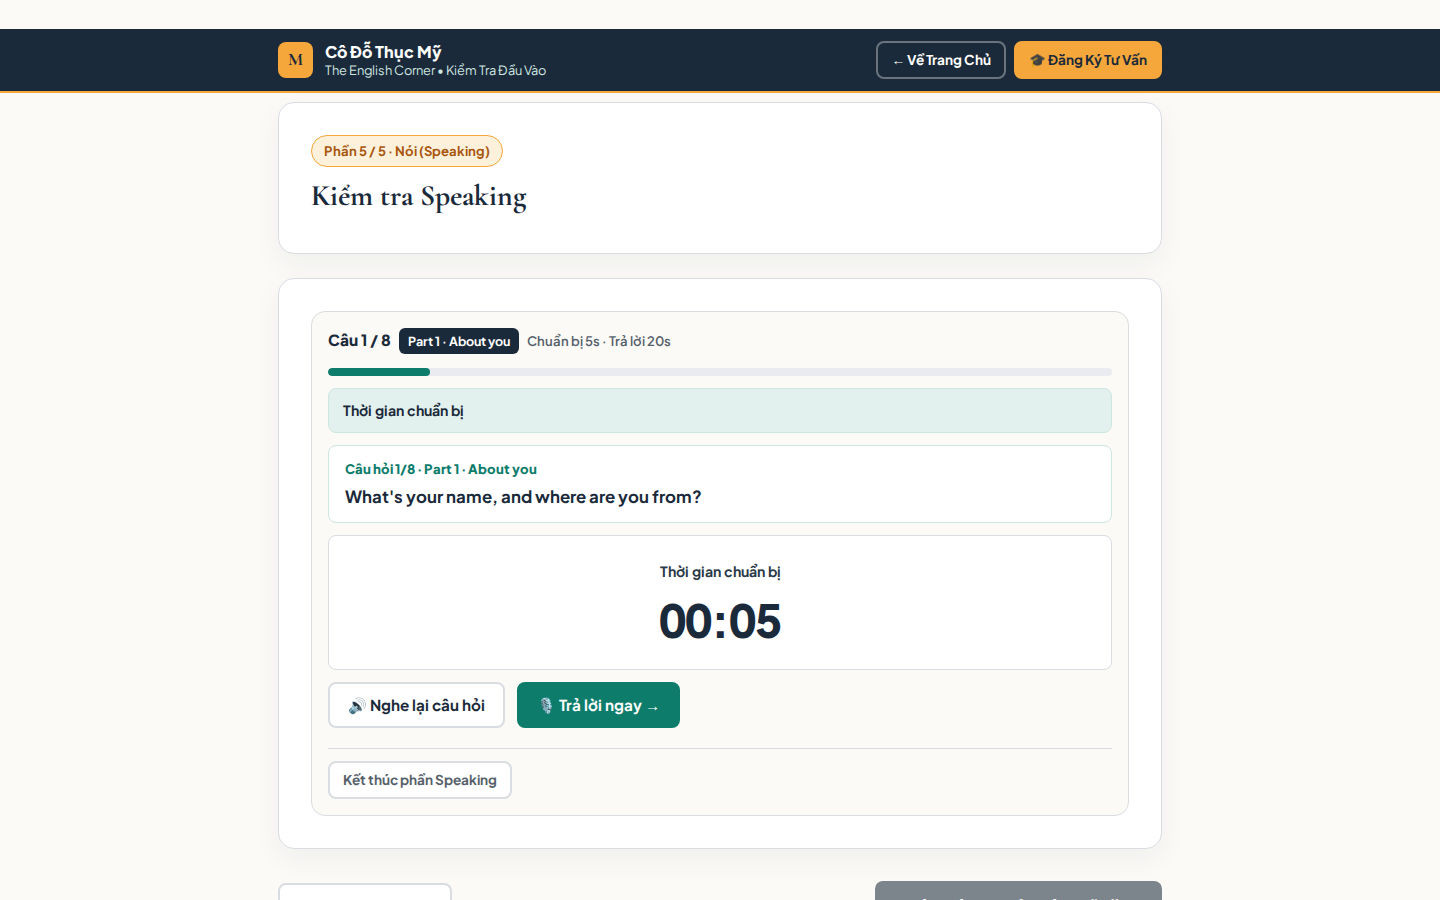 M
Cô Đỗ Thục Mỹ
The English Corner • Kiểm Tra Đầu Vào
← Về Trang Chủ
🎓 Đăng Ký Tư Vấn
Phần 5 / 5 · Nói (Speaking)
Kiểm tra Speaking
Câu 1 / 8 Part 1 · About you Chuẩn bị 5s · Trả lời 20s
Thời gian chuẩn bị
Câu hỏi 1/8 · Part 1 · About you
What's your name, and where are you from?
Thời gian chuẩn bị
00:05
🔊 Nghe lại câu hỏi
🎙️ Trả lời ngay →
Kết thúc phần Speaking